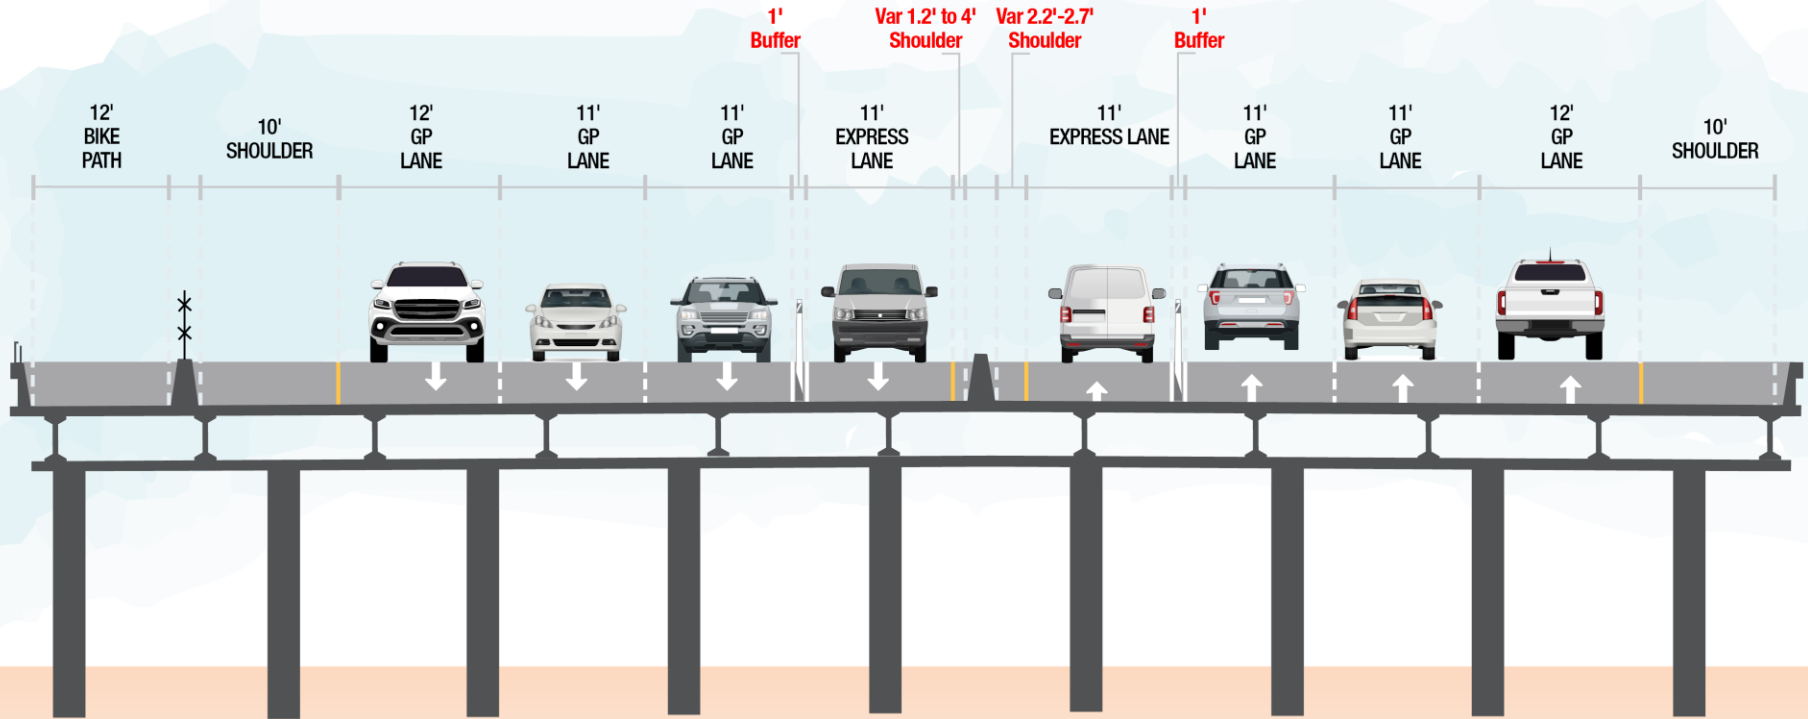 1'
Buffer
Var 1.2' to 4'
Shoulder
Var 2.2'-2.7'
Shoulder
1'
Buffer
12'
BIKE
PATH
10'
SHOULDER
12'
GP
LANE
11'
GP
LANE
11'
GP
LANE
11'
EXPRESS
LANE
11'
EXPRESS LANE
11'
GP
LANE
11'
GP
LANE
12'
GP
LANE
10'
SHOULDER